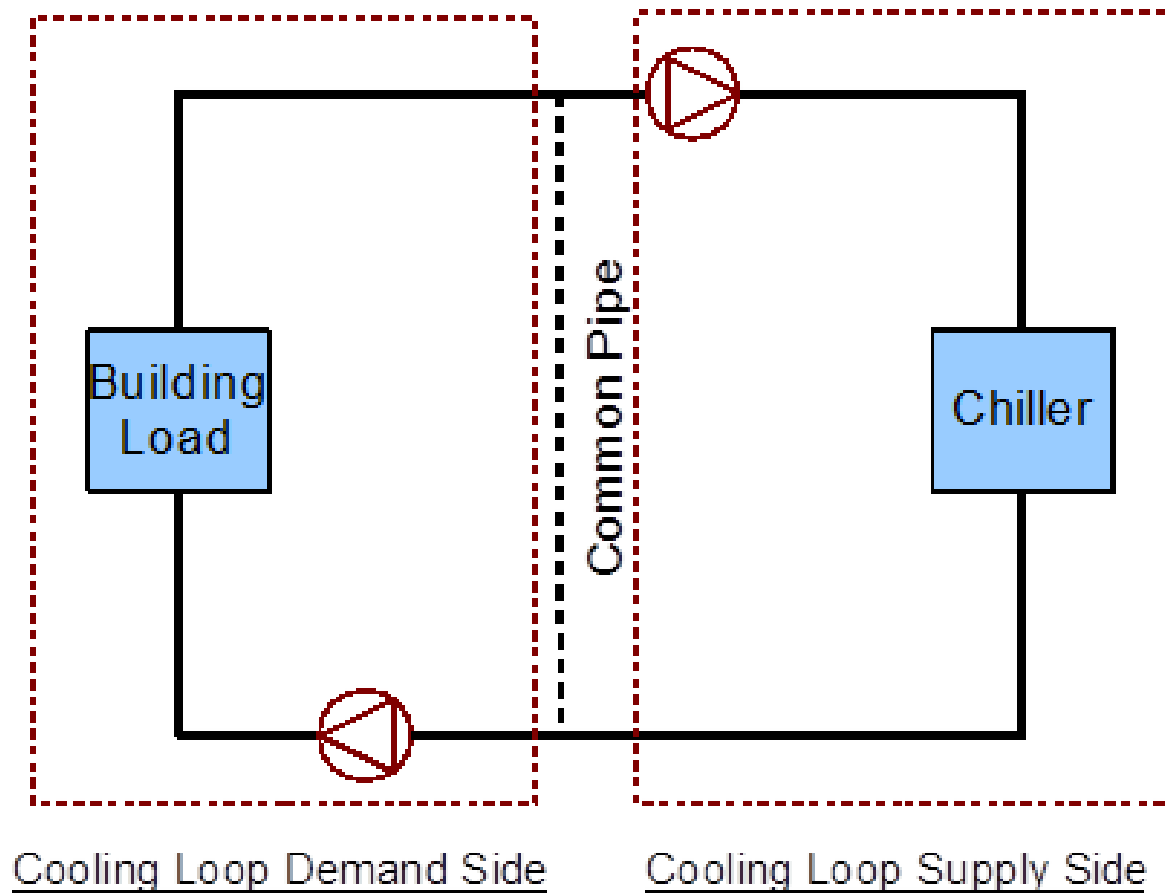 Building
Load
Common Pipe
Chiller
Cooling Loop Demand Side
Cooling Loop Supply Side